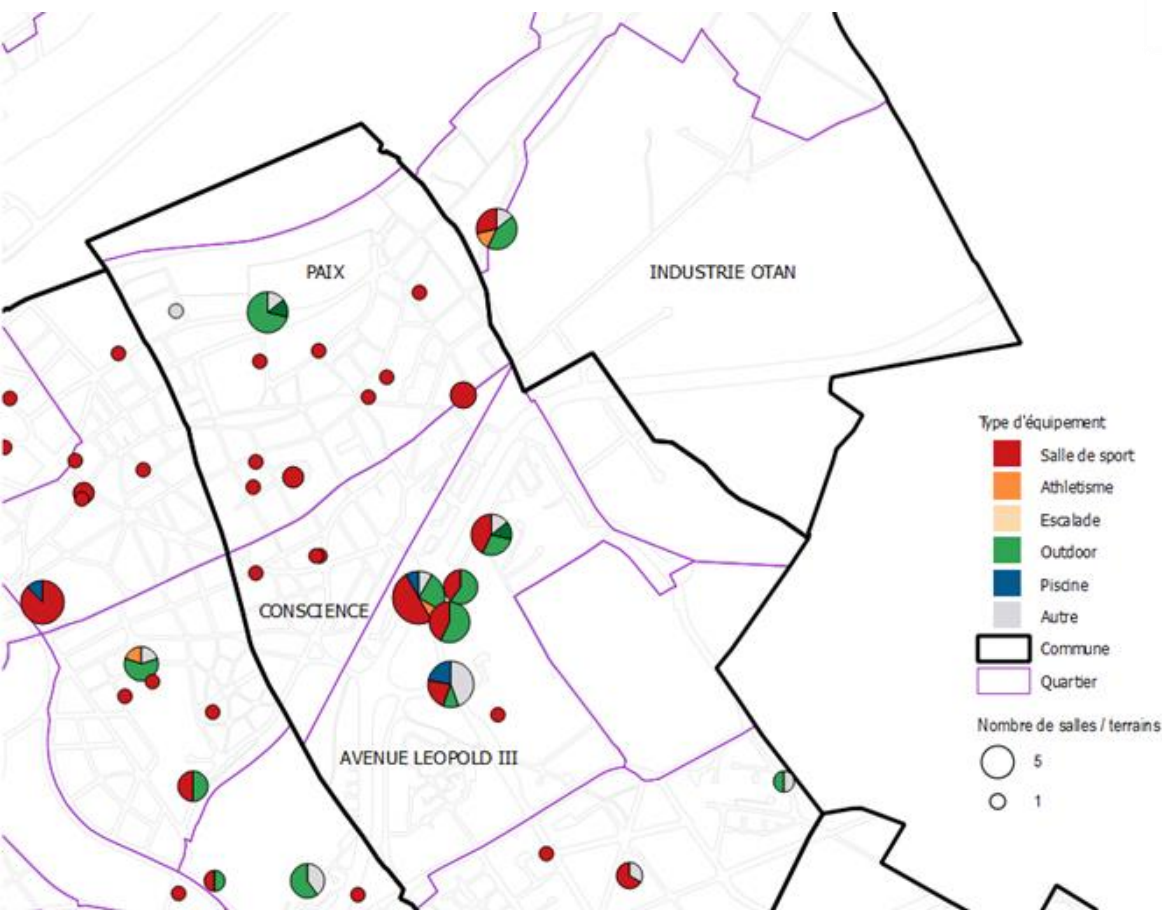 PAIX
INDUSTRIE OTAN
CONSCIENCE
AVENUE LEOPOLD III
Type d'équipement
Salle de sport
Athletisme
Escalade
Outdoor
Piscine
Autre
Commune
Quartier
Nombre de salles / terrains
5
1